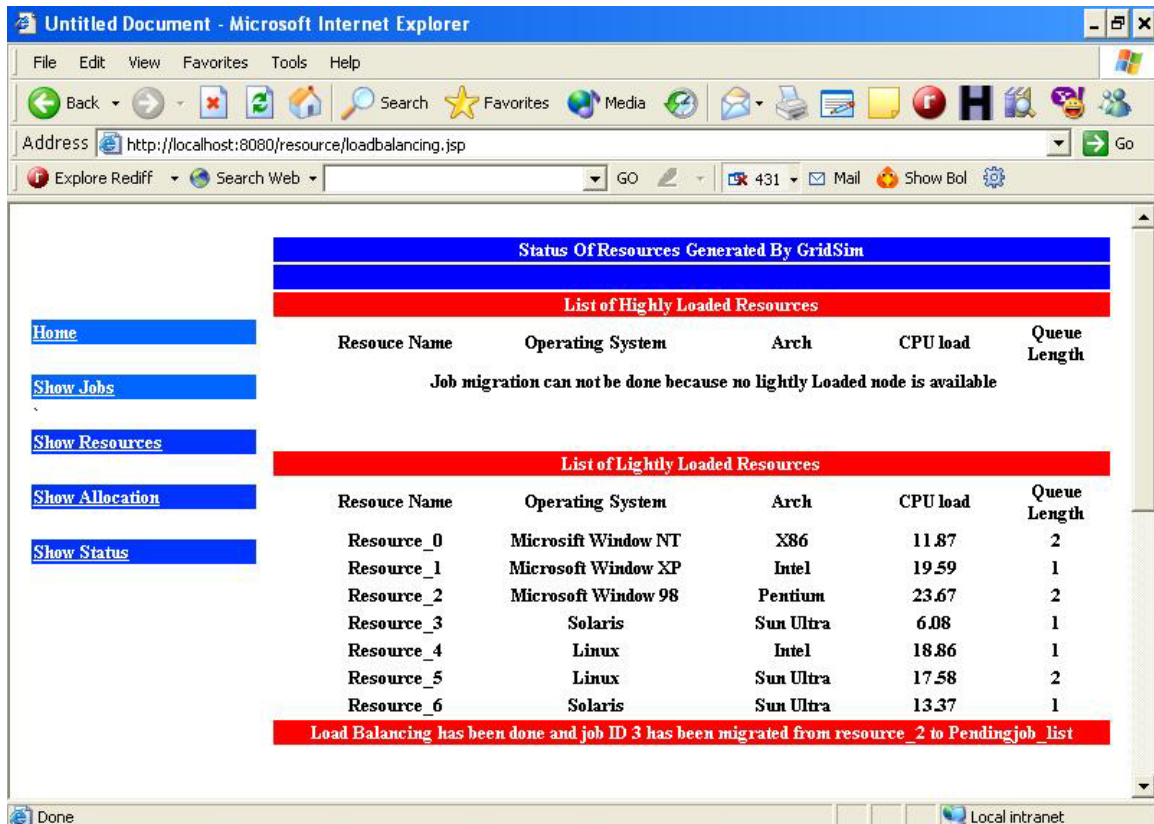 Untitled Document - Microsoft Internet Explorer
File Edit View Favorites Tools Help
Back Search Favorites Media
Address http://localhost:8080/resource/loadbalancing.jsp Go
Explore Rediff Search Web GO 431 Mail Show Bol
Status Of Resources Generated By GridSim
List of Highly Loaded Resources
Resouce Name Operating System Arch CPU load Queue Length
Job migration can not be done because no lightly Loaded node is available
Home
Show Jobs
`
Show Resources
Show Allocation
Show Status
List of Lightly Loaded Resources
Resouce Name Operating System Arch CPU load Queue Length
Resource_0 Microsift Window NT X86 11.87 2
Resource_1 Microsoft Window XP Intel 19.59 1
Resource_2 Microsoft Window 98 Pentium 23.67 2
Resource_3 Solaris Sun Ultra 6.08 1
Resource_4 Linux Intel 18.86 1
Resource_5 Linux Sun Ultra 17.58 2
Resource_6 Solaris Sun Ultra 13.37 1
Load Balancing has been done and job ID 3 has been migrated from resource_2 to Pendingjob_list
Done Local intranet